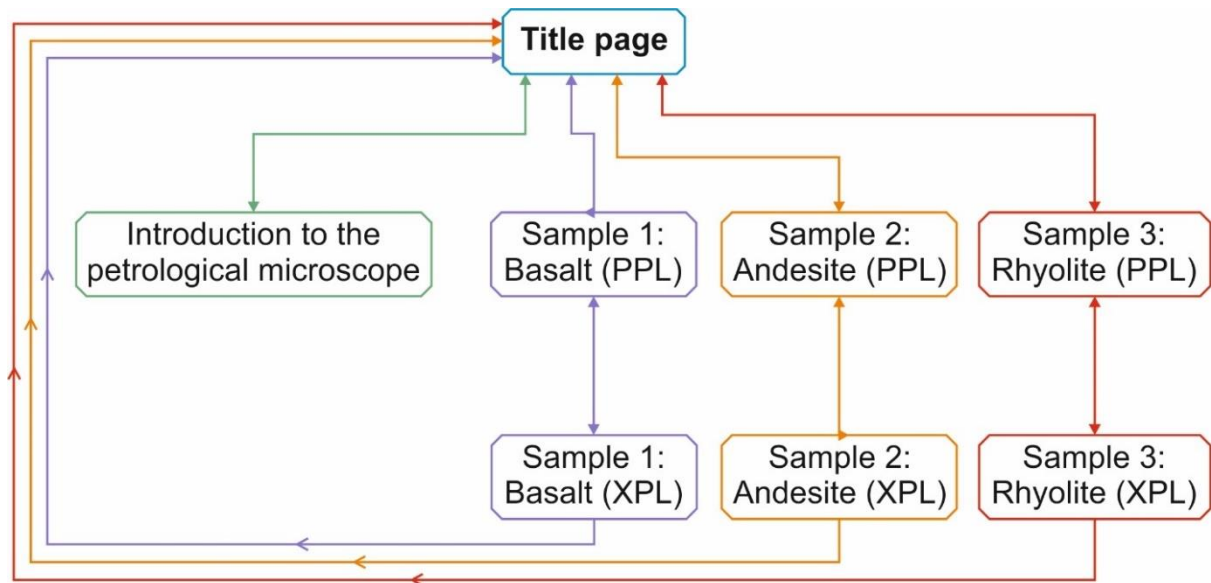 Title page
Introduction to the
petrological microscope
Sample 1:
Basalt (PPL)
Sample 2:
Andesite (PPL)
Sample 3:
Rhyolite (PPL)
Sample 1:
Basalt (XPL)
Sample 2:
Andesite (XPL)
Sample 3:
Rhyolite (XPL)